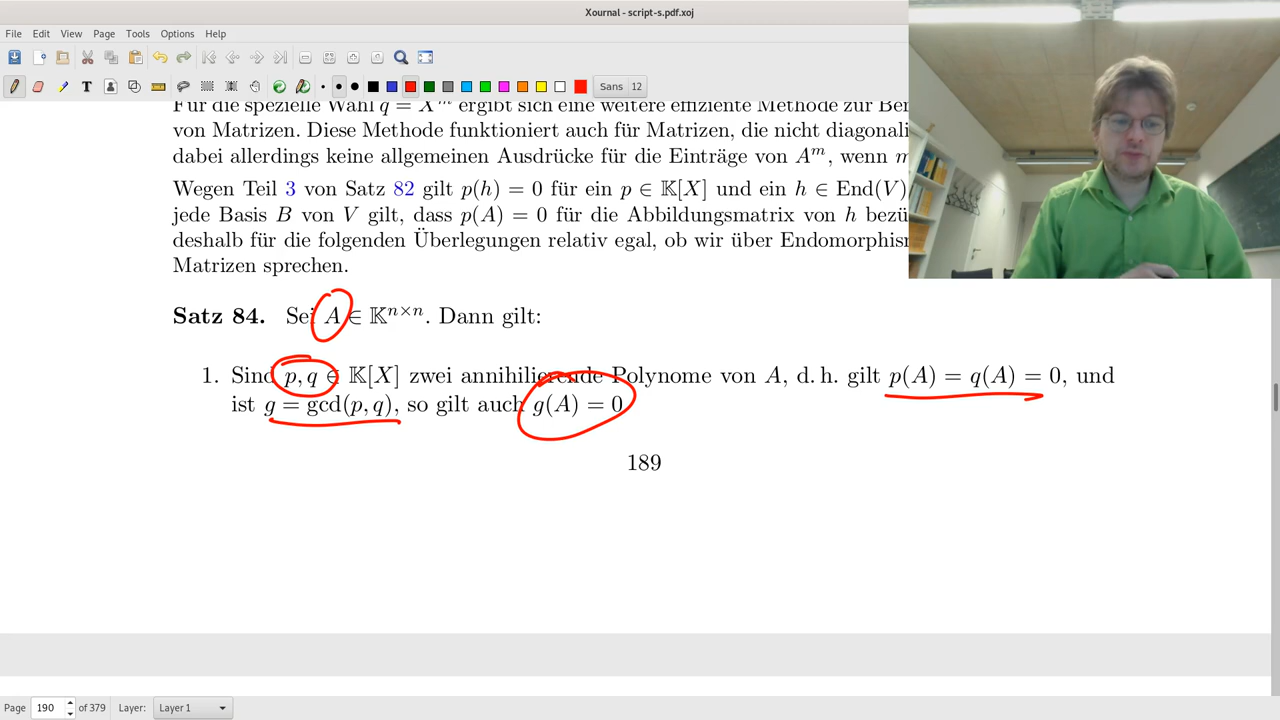 Xournal - script-s.pdf.xoj
File Edit View Page Tools Options Help
T Sans 12
Für die spezielle Wahl q = X^m ergibt sich eine weitere effiziente Methode zur Ber
von Matrizen. Diese Methode funktioniert auch für Matrizen, die nicht diagonali
dabei allerdings keine allgemeinen Ausdrücke für die Einträge von A^m, wenn m
Wegen Teil 3 von Satz 82 gilt p(h) = 0 für ein p ∈ 𝕂[X] und ein h ∈ End(V)
jede Basis B von V gilt, dass p(A) = 0 für die Abbildungsmatrix von h bezü
deshalb für die folgenden Überlegungen relativ egal, ob wir über Endomorphism
Matrizen sprechen.
Satz 84. Sei A ∈ 𝕂^{n×n}. Dann gilt:
1. Sind p, q ∈ 𝕂[X] zwei annihilierende Polynome von A, d. h. gilt p(A) = q(A) = 0, und
ist g = gcd(p, q), so gilt auch g(A) = 0
189
Page 190 of 379 Layer: Layer 1